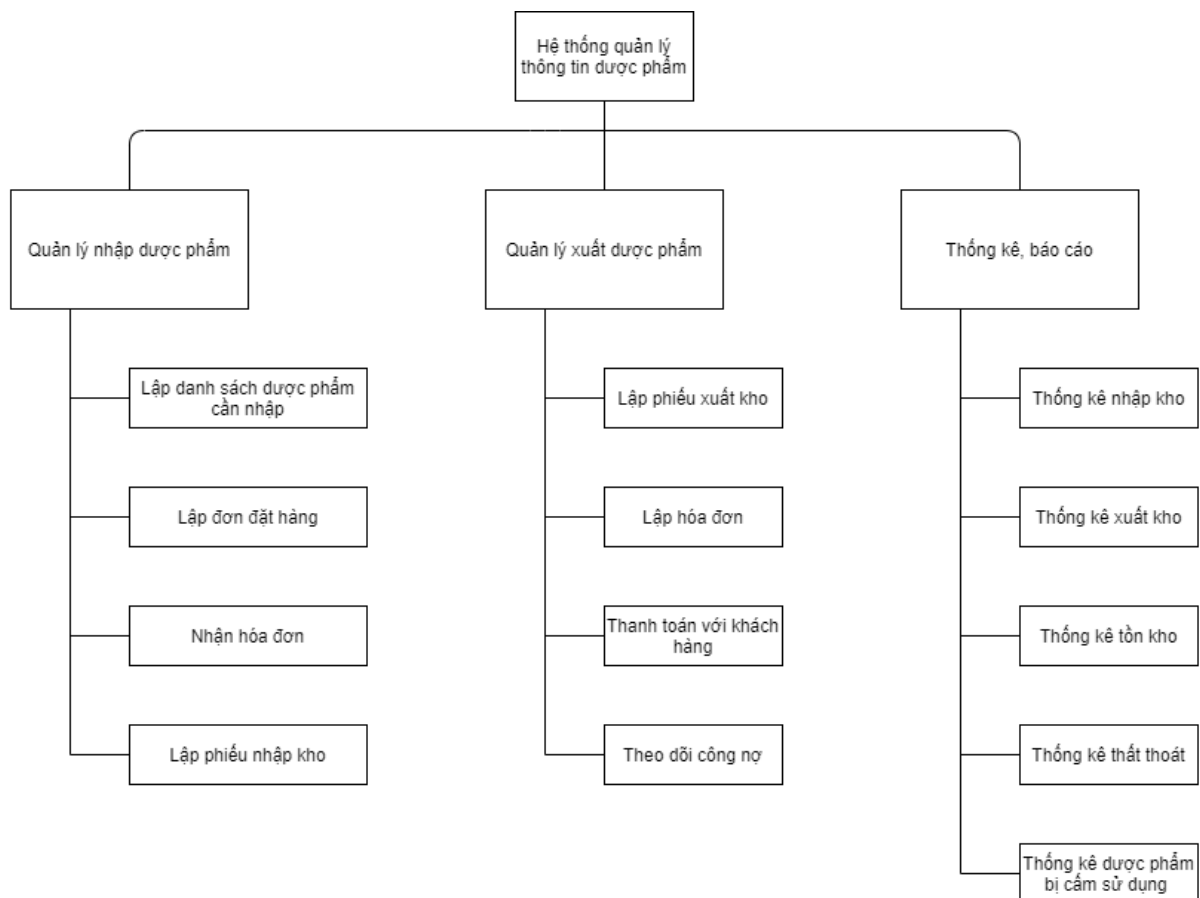 Hệ thống quản lý
thông tin dược phẩm
Quản lý nhập dược phẩm
Quản lý xuất dược phẩm
Thống kê, báo cáo
Lập danh sách dược phẩm
cần nhập
Lập đơn đặt hàng
Nhận hóa đơn
Lập phiếu nhập kho
Lập phiếu xuất kho
Lập hóa đơn
Thanh toán với khách
hàng
Theo dõi công nợ
Thống kê nhập kho
Thống kê xuất kho
Thống kê tồn kho
Thống kê thất thoát
Thống kê dược phẩm
bị cấm sử dụng